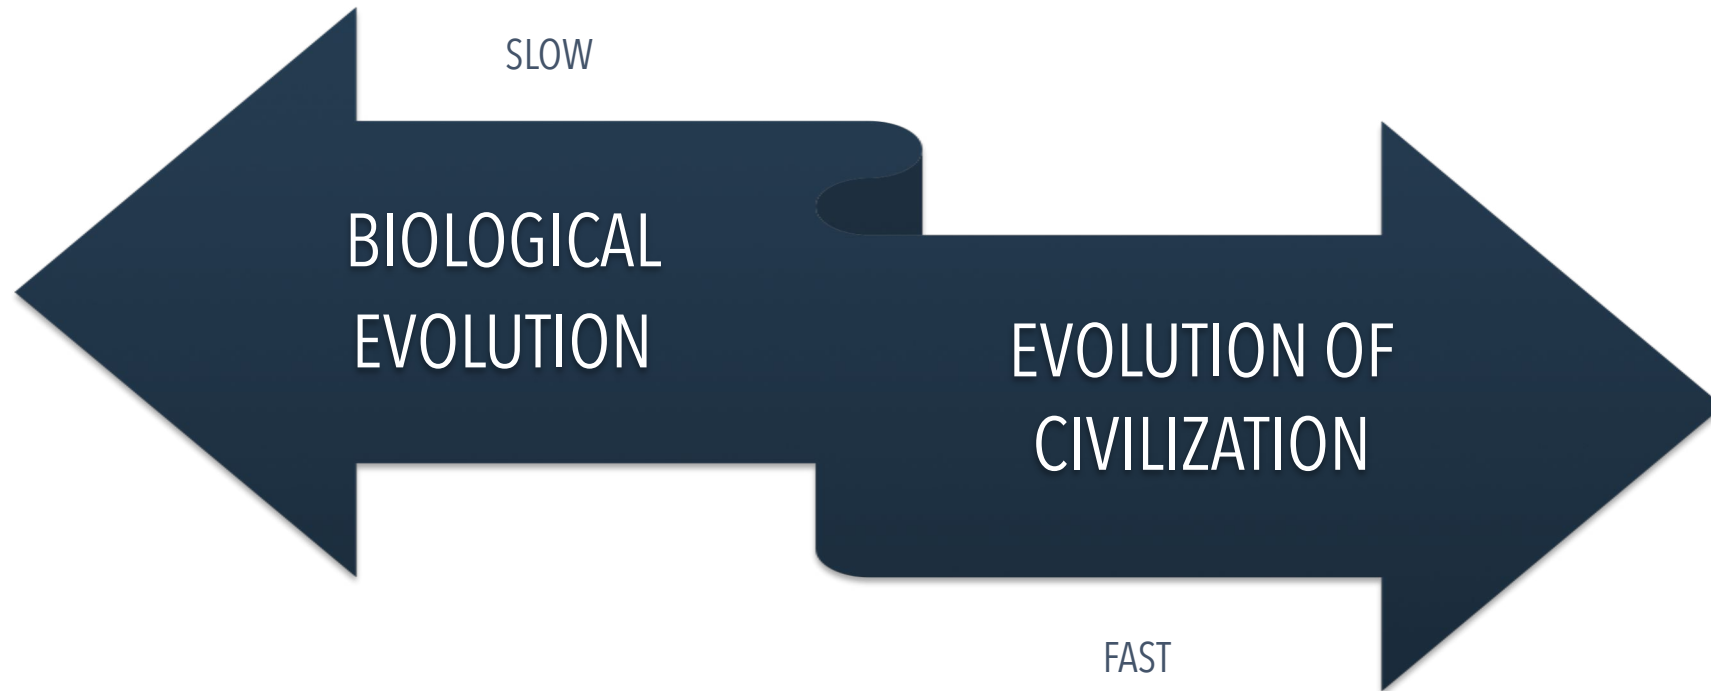 SLOW
BIOLOGICAL
EVOLUTION
EVOLUTION OF
CIVILIZATION
FAST